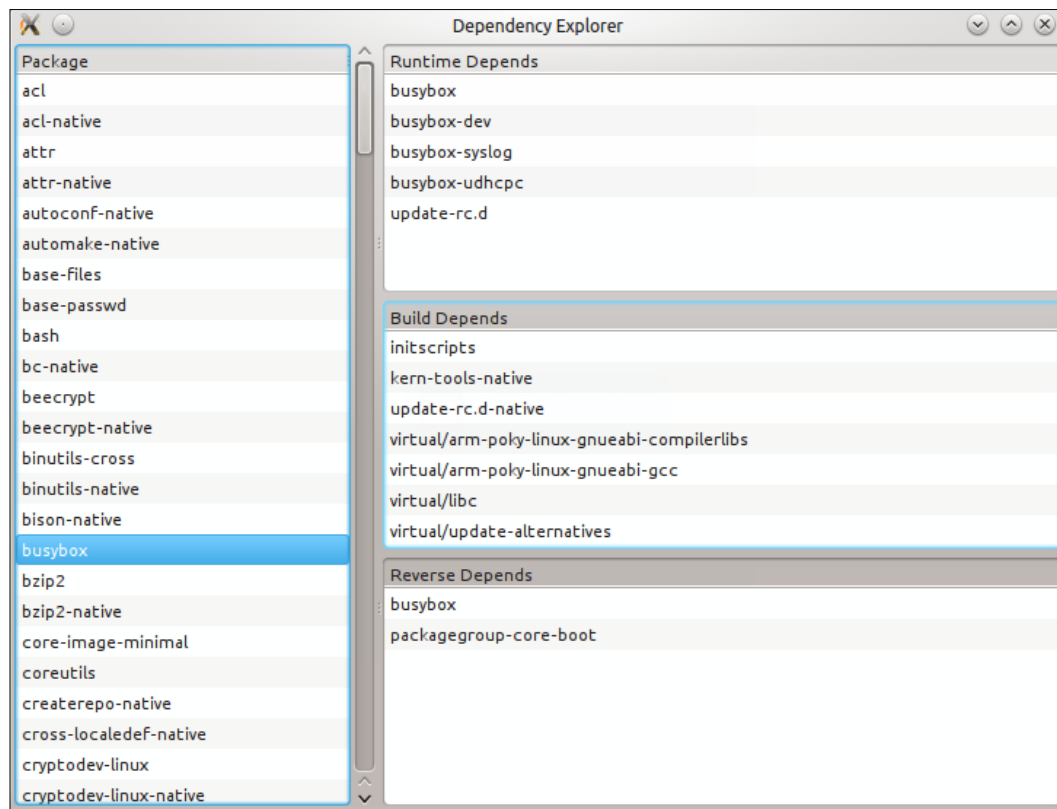 Dependency Explorer
Package
acl
acl-native
attr
attr-native
autoconf-native
automake-native
base-files
base-passwd
bash
bc-native
beecrypt
beecrypt-native
binutils-cross
binutils-native
bison-native
busybox
bzip2
bzip2-native
core-image-minimal
coreutils
createrepo-native
cross-localedef-native
cryptodev-linux
cryptodev-linux-native
Runtime Depends
busybox
busybox-dev
busybox-syslog
busybox-udhcpc
update-rc.d
Build Depends
initscripts
kern-tools-native
update-rc.d-native
virtual/arm-poky-linux-gnueabi-compilerlibs
virtual/arm-poky-linux-gnueabi-gcc
virtual/libc
virtual/update-alternatives
Reverse Depends
busybox
packagegroup-core-boot